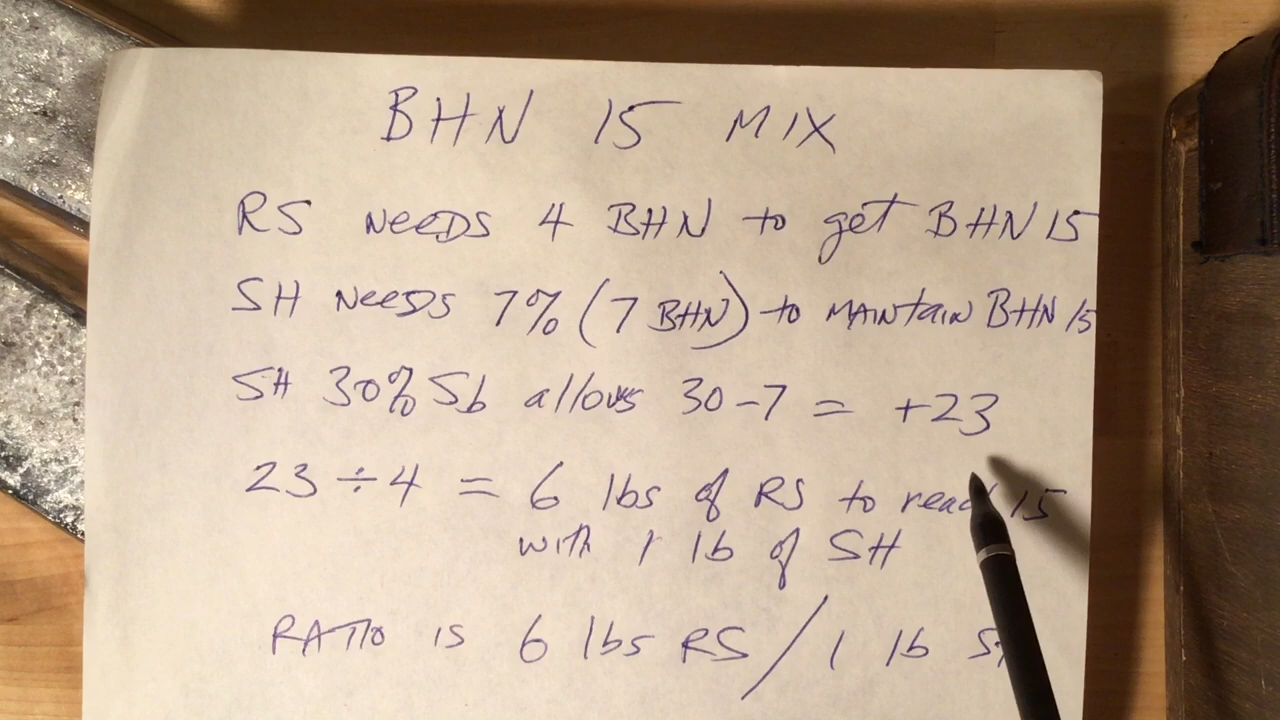 BHN 15 MIX
RS NEEDS 4 BHN to get BHN 15
SH NEEDS 7% (7 BHN) to MAINTAIN BHN 15
SH 30% Sb allows 30-7 = +23
23 ÷ 4 = 6 lbs of RS to 15
with 1 lb of SH
RATIO IS 6 lbs RS / 1 lb